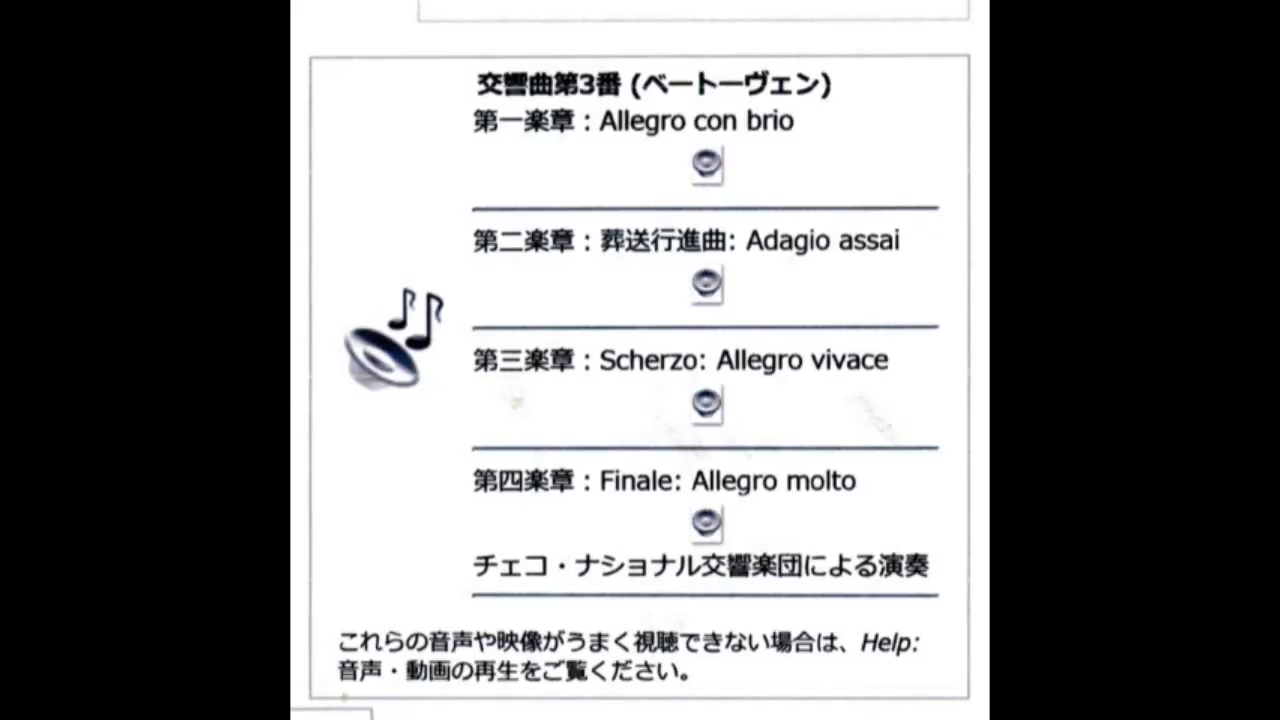 交響曲第3番 (ベートーヴェン)
第一楽章 : Allegro con brio
第二楽章 : 葬送行進曲: Adagio assai
第三楽章 : Scherzo: Allegro vivace
第四楽章 : Finale: Allegro molto
チェコ・ナショナル交響楽団による演奏
これらの音声や映像がうまく視聴できない場合は、Help:
音声・動画の再生をご覧ください。